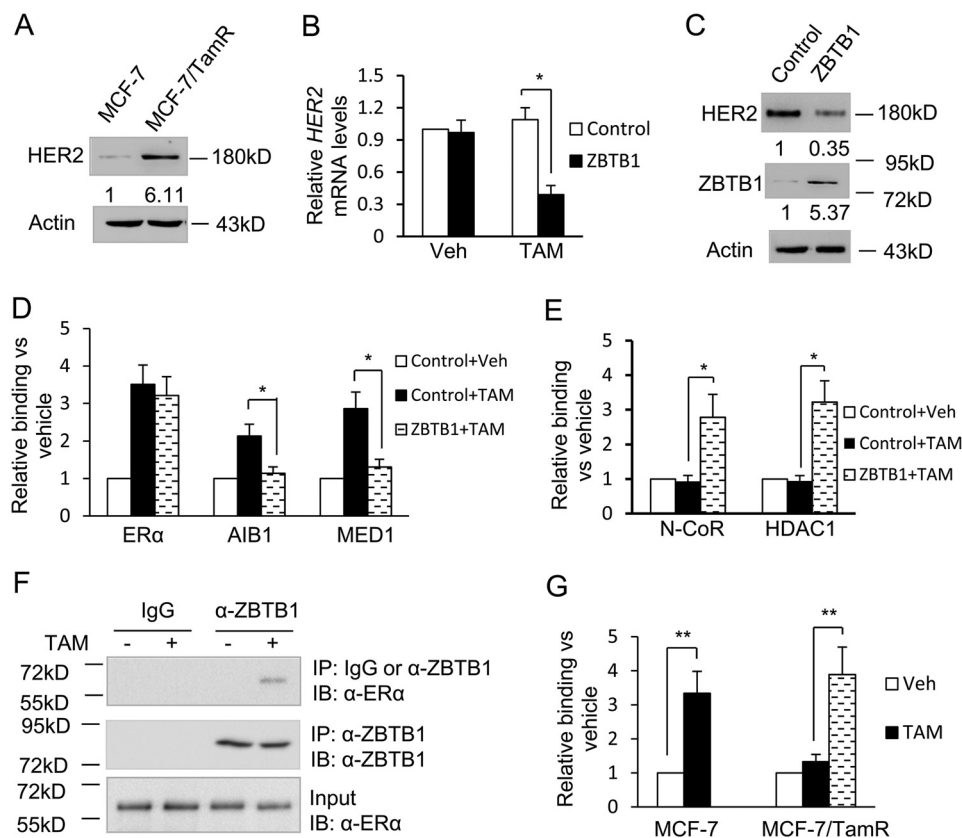 A
MCF-7
MCF-7/TamR
HER2
180kD
1 6.11
Actin
43kD
B
Relative HER2
mRNA levels
1.5
1.2
0.9
0.6
0.3
0
*
Control
ZBTB1
Veh TAM
C
Control
ZBTB1
HER2
180kD
1 0.35
95kD
ZBTB1
72kD
1 5.37
Actin
43kD
D
Relative binding vs
vehicle
5
4
3
2
1
0
* *
Control+Veh
Control+TAM
ZBTB1+TAM
ERα AIB1 MED1
E
Relative binding
vs vehicle
5
4
3
2
1
0
* *
Control+Veh
Control+TAM
ZBTB1+TAM
N-CoR HDAC1
F
IgG α-ZBTB1
TAM - + - +
72kD
55kD
IP: IgG or α-ZBTB1
IB: α-ERα
95kD
72kD
IP: α-ZBTB1
IB: α-ZBTB1
72kD
55kD
Input
IB: α-ERα
G
Relative binding vs
vehicle
5
4
3
2
1
0
** **
Veh
TAM
MCF-7 MCF-7/TamR